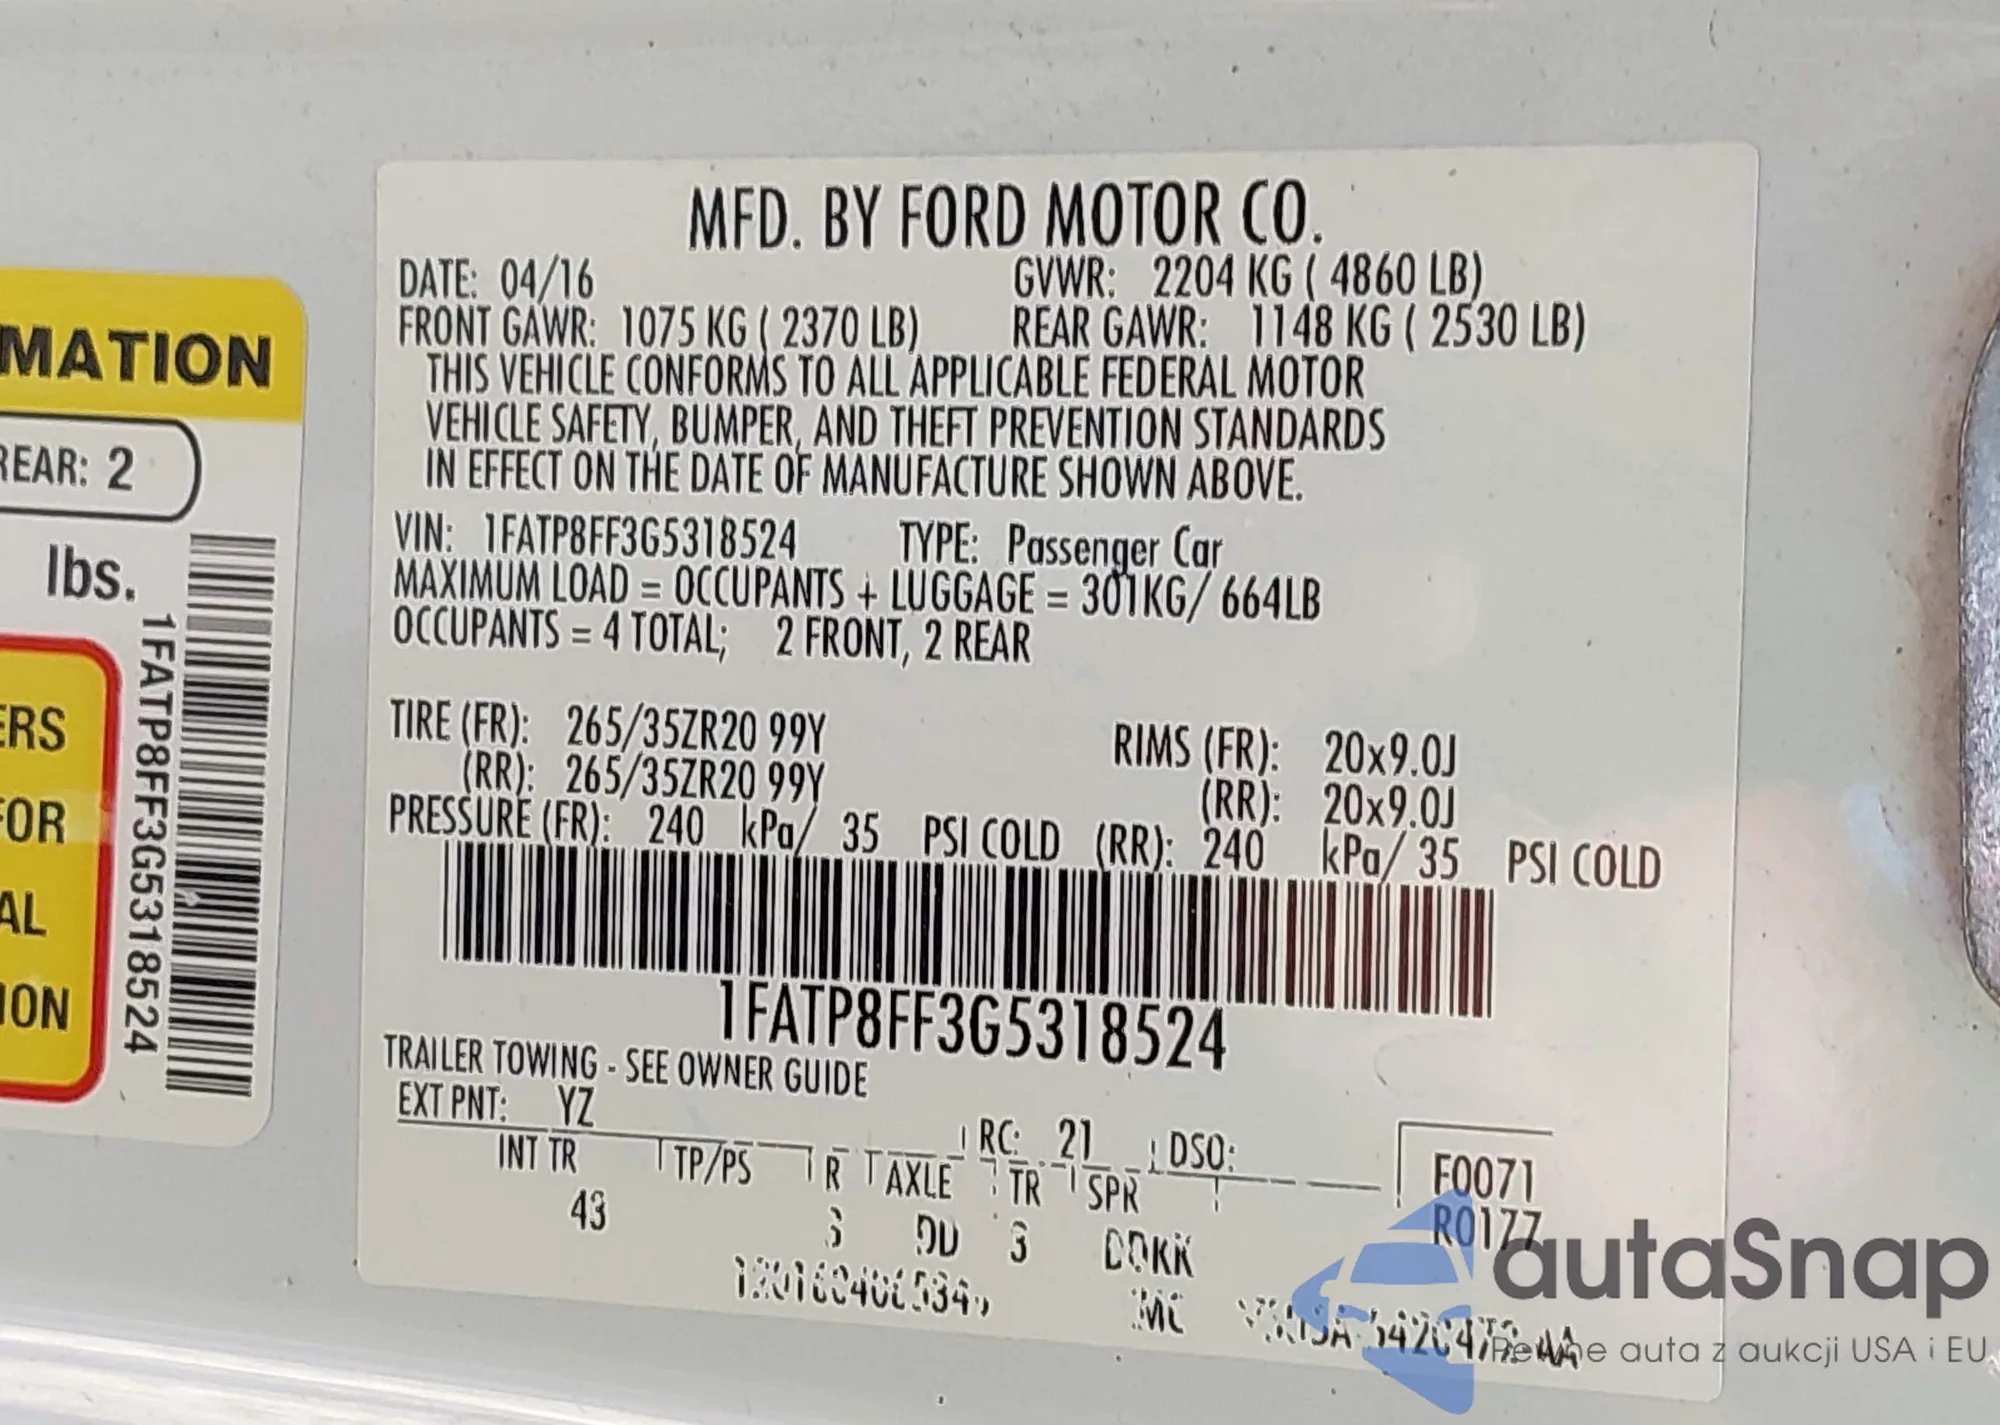 MATION
REAR: 2
lbs.
1FATP8FF3G5318524
ERS
FOR
AL
ION
MFD. BY FORD MOTOR CO.
DATE: 04/16 GVWR: 2204 KG ( 4860 LB)
FRONT GAWR: 1075 KG ( 2370 LB) REAR GAWR: 1148 KG ( 2530 LB)
THIS VEHICLE CONFORMS TO ALL APPLICABLE FEDERAL MOTOR
VEHICLE SAFETY, BUMPER, AND THEFT PREVENTION STANDARDS
IN EFFECT ON THE DATE OF MANUFACTURE SHOWN ABOVE.
VIN: 1FATP8FF3G5318524 TYPE: Passenger Car
MAXIMUM LOAD = OCCUPANTS + LUGGAGE = 301KG/ 664LB
OCCUPANTS = 4 TOTAL; 2 FRONT, 2 REAR
TIRE (FR): 265/35ZR20 99Y RIMS (FR): 20x9.0J
(RR): 265/35ZR20 99Y (RR): 20x9.0J
PRESSURE (FR): 240 kPa/ 35 PSI COLD (RR): 240 kPa/ 35 PSI COLD
1FATP8FF3G5318524
TRAILER TOWING - SEE OWNER GUIDE
EXT PNT: YZ RC: 21 DSO:
INT TR TP/PS R AXLE TR SPR F0071
43 3 R0177
autaSnap
Pewne auta z aukcji USA i EU